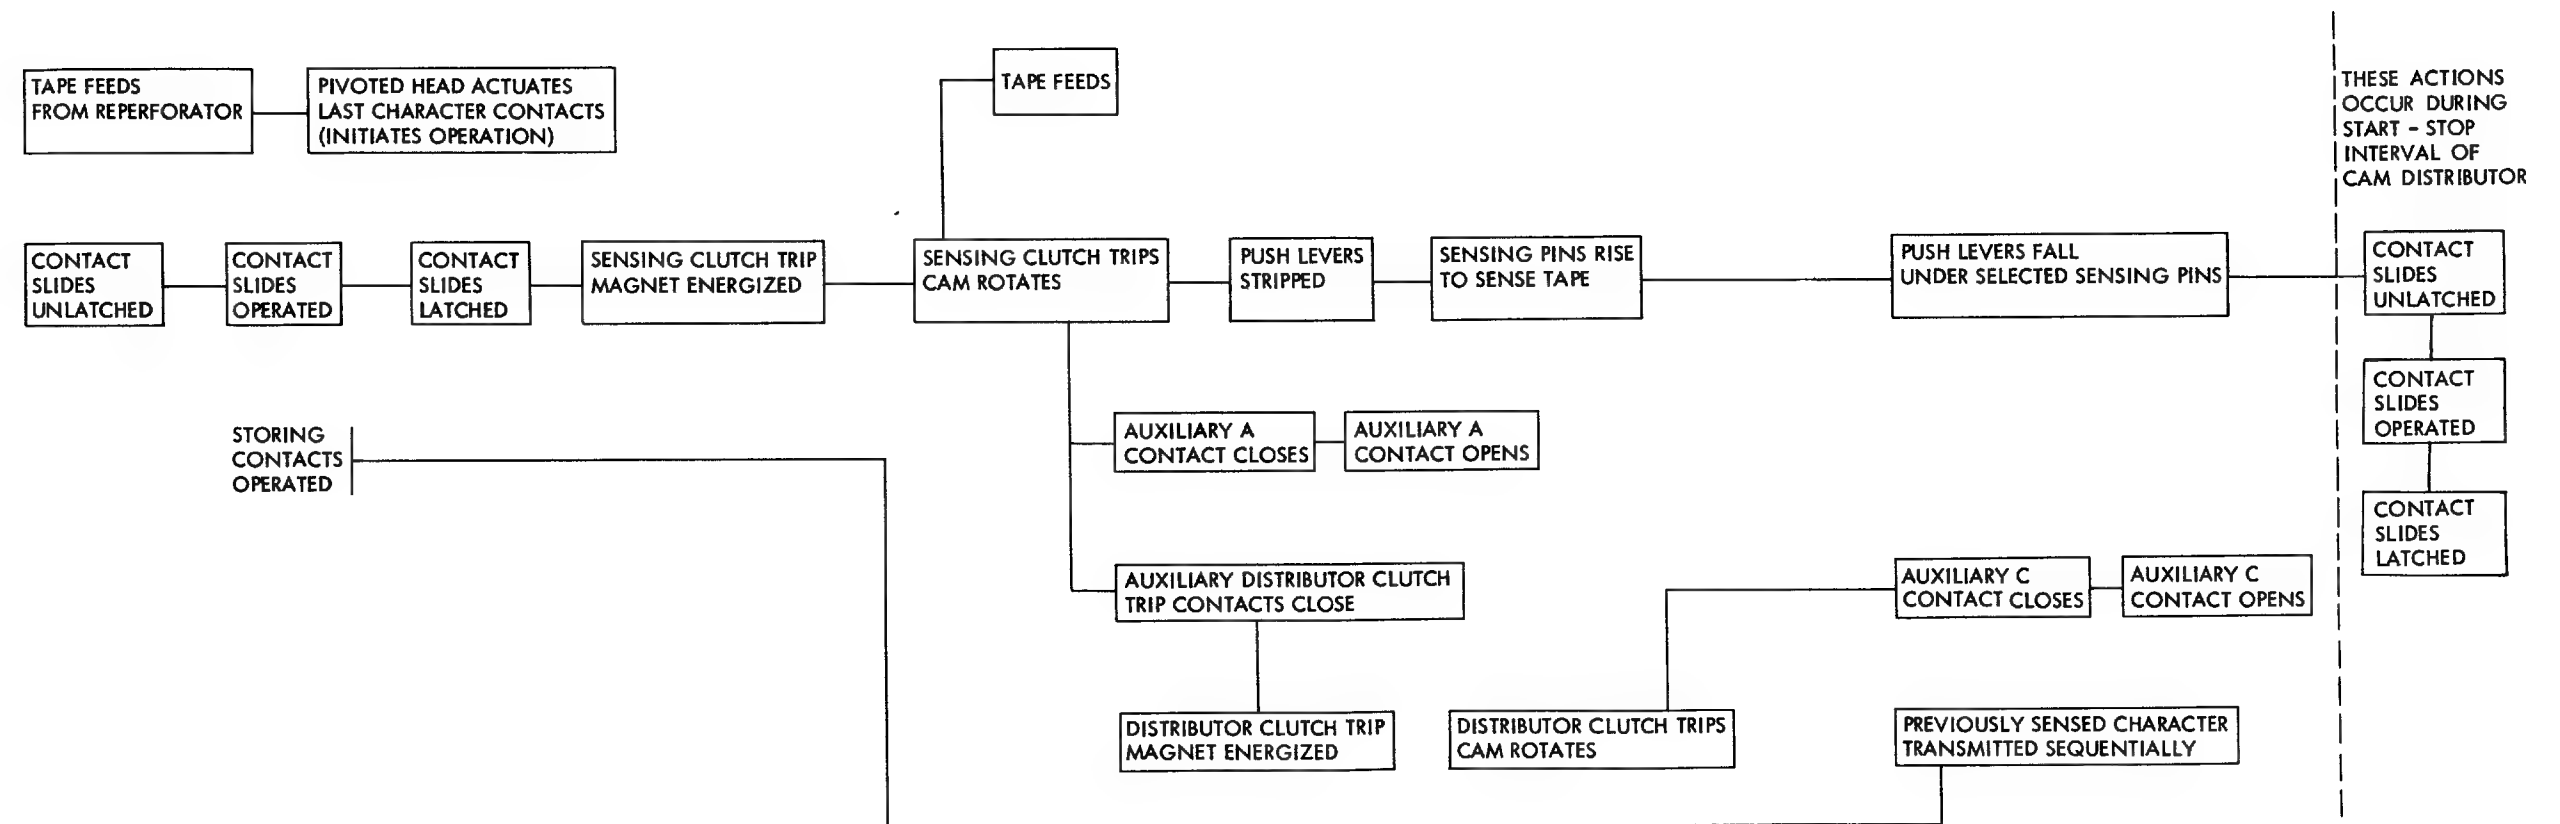 TAPE FEEDS
FROM REPERFORATOR
PIVOTED HEAD ACTUATES
LAST CHARACTER CONTACTS
(INITIATES OPERATION)
TAPE FEEDS
THESE ACTIONS
OCCUR DURING
START - STOP
INTERVAL OF
CAM DISTRIBUTOR
CONTACT
SLIDES
UNLATCHED
CONTACT
SLIDES
OPERATED
CONTACT
SLIDES
LATCHED
SENSING CLUTCH TRIP
MAGNET ENERGIZED
SENSING CLUTCH TRIPS
CAM ROTATES
PUSH LEVERS
STRIPPED
SENSING PINS RISE
TO SENSE TAPE
PUSH LEVERS FALL
UNDER SELECTED SENSING PINS
CONTACT
SLIDES
UNLATCHED
CONTACT
SLIDES
OPERATED
CONTACT
SLIDES
LATCHED
STORING
CONTACTS
OPERATED
AUXILIARY A
CONTACT CLOSES
AUXILIARY A
CONTACT OPENS
AUXILIARY DISTRIBUTOR CLUTCH
TRIP CONTACTS CLOSE
AUXILIARY C
CONTACT CLOSES
AUXILIARY C
CONTACT OPENS
DISTRIBUTOR CLUTCH TRIP
MAGNET ENERGIZED
DISTRIBUTOR CLUTCH TRIPS
CAM ROTATES
PREVIOUSLY SENSED CHARACTER
TRANSMITTED SEQUENTIALLY